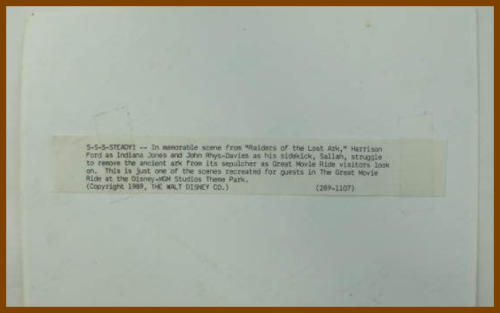 S-S-S-STEADY! -- In memorable scene from "Raiders of the Lost Ark," Harrison
Ford as Indiana Jones and John Rhys-Davies as his sidekick, Sallah, struggle
to remove the ancient ark from its sepulcher as Great Movie Ride visitors look
on. This is just one of the scenes recreated for guests in The Great Movie
Ride at the Disney-MGM Studios Theme Park.
(Copyright 1989, THE WALT DISNEY CO.) (289-1107)